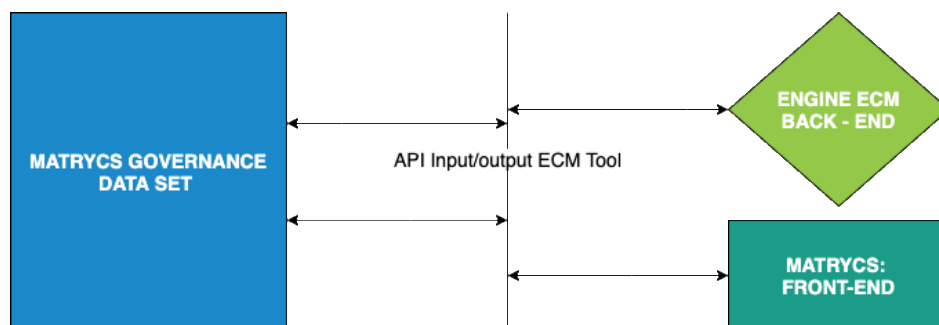 MATRYCS GOVERNANCE
DATA SET
API Input/output ECM Tool
ENGINE ECM
BACK - END
MATRYCS:
FRONT-END